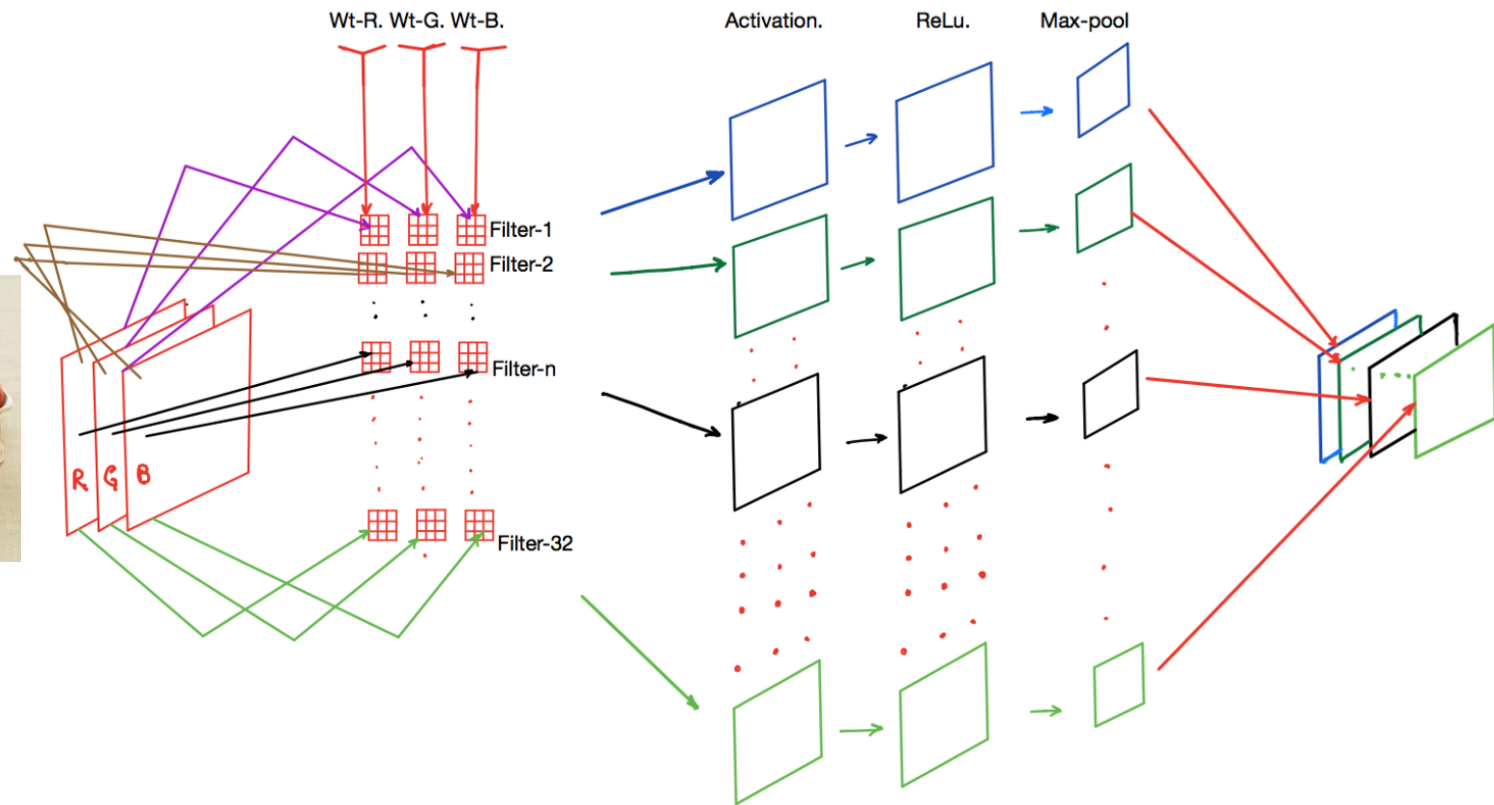 Wt-R. Wt-G. Wt-B. Activation. ReLu. Max-pool
Filter-1
Filter-2
Filter-n
Filter-32
R G B